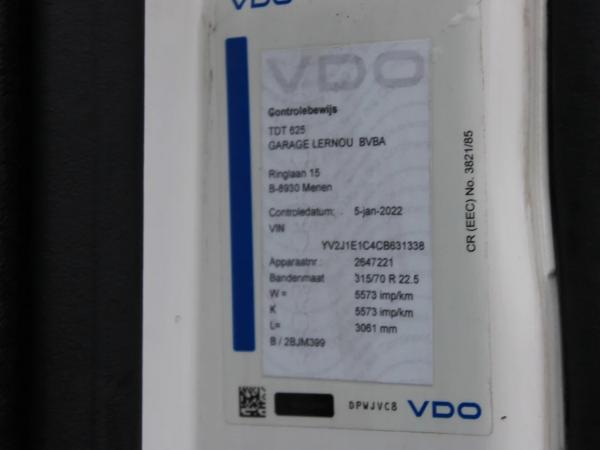 VDO
VDO
Controlebewijs
TDT 625
GARAGE LERNOU BVBA
Ringlaan 15
B-8930 Menen
Controledatum: 5-jan-2022
VIN
YV2J1E1C4CB631338
Apparaatnr.: 2647221
Bandenmaat 315/70 R 22.5
W = 5573 imp/km
K 5573 imp/km
L= 3061 mm
B / 2BJM399
CR (EEC) No. 3821/85
DPWJVC8 VDO